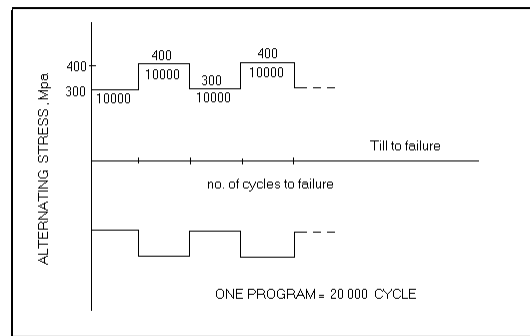 400
400
400
10000
10000
300
300
10000
10000
ALTERNATING STRESS ,Mpa
Till to failure
no. of cycles to failure
ONE PROGRAM = 20 000 CYCLE